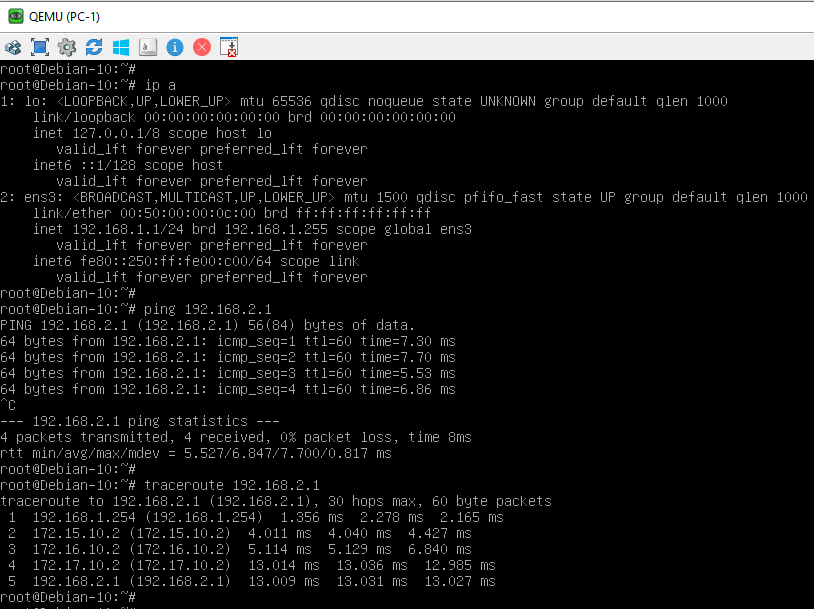 QEMU (PC-1)
root@Debian-10:~#
root@Debian-10:~# ip a
1: lo: <LOOPBACK,UP,LOWER_UP> mtu 65536 qdisc noqueue state UNKNOWN group default qlen 1000
    link/loopback 00:00:00:00:00:00 brd 00:00:00:00:00:00
    inet 127.0.0.1/8 scope host lo
       valid_lft forever preferred_lft forever
    inet6 ::1/128 scope host
       valid_lft forever preferred_lft forever
2: ens3: <BROADCAST,MULTICAST,UP,LOWER_UP> mtu 1500 qdisc pfifo_fast state UP group default qlen 1000
    link/ether 00:50:00:00:0c:00 brd ff:ff:ff:ff:ff:ff
    inet 192.168.1.1/24 brd 192.168.1.255 scope global ens3
       valid_lft forever preferred_lft forever
    inet6 fe80::250:ff:fe00:c00/64 scope link
       valid_lft forever preferred_lft forever
root@Debian-10:~#
root@Debian-10:~# ping 192.168.2.1
PING 192.168.2.1 (192.168.2.1) 56(84) bytes of data.
64 bytes from 192.168.2.1: icmp_seq=1 ttl=60 time=7.30 ms
64 bytes from 192.168.2.1: icmp_seq=2 ttl=60 time=7.70 ms
64 bytes from 192.168.2.1: icmp_seq=3 ttl=60 time=5.53 ms
64 bytes from 192.168.2.1: icmp_seq=4 ttl=60 time=6.86 ms
^C
--- 192.168.2.1 ping statistics ---
4 packets transmitted, 4 received, 0% packet loss, time 8ms
rtt min/avg/max/mdev = 5.527/6.847/7.700/0.817 ms
root@Debian-10:~#
root@Debian-10:~# traceroute 192.168.2.1
traceroute to 192.168.2.1 (192.168.2.1), 30 hops max, 60 byte packets
 1  192.168.1.254 (192.168.1.254)  1.356 ms  2.278 ms  2.165 ms
 2  172.15.10.2 (172.15.10.2)  4.011 ms  4.040 ms  4.427 ms
 3  172.16.10.2 (172.16.10.2)  5.114 ms  5.129 ms  6.840 ms
 4  172.17.10.2 (172.17.10.2)  13.014 ms  13.036 ms  12.985 ms
 5  192.168.2.1 (192.168.2.1)  13.009 ms  13.031 ms  13.027 ms
root@Debian-10:~#